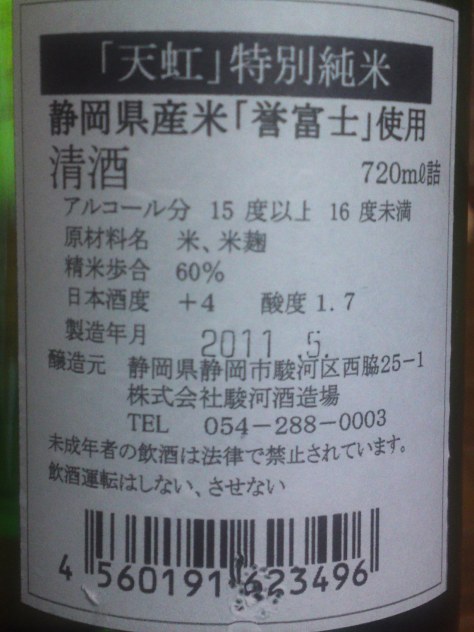 「天虹」特別純米
静岡県産米「誉富士」使用
清酒 720mℓ詰
アルコール分 15度以上 16度未満
原材料名 米、米麹
精米歩合 60%
日本酒度 +4 酸度1.7
製造年月 2011.5.
醸造元 静岡県静岡市駿河区西脇25-1
株式会社駿河酒造場
TEL 054-288-0003
未成年者の飲酒は法律で禁止されています。
飲酒運転はしない、させない
4 560191 623496